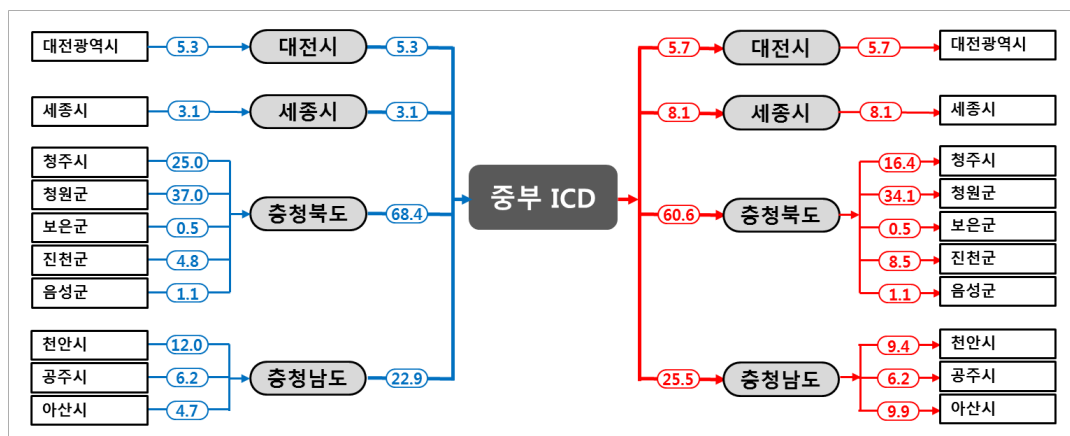 대전광역시 5.3 대전시 5.3 5.7 대전시 5.7 대전광역시
세종시 3.1 세종시 3.1 8.1 세종시 8.1 세종시
청주시 25.0 16.4 청주시
청원군 37.0 34.1 청원군
중부 ICD
충청북도 68.4 60.6 충청북도
보은군 0.5 0.5 보은군
진천군 4.8 8.5 진천군
음성군 1.1 1.1 음성군
천안시 12.0 9.4 천안시
공주시 6.2 충청남도 22.9 25.5 충청남도 6.2 공주시
아산시 4.7 9.9 아산시